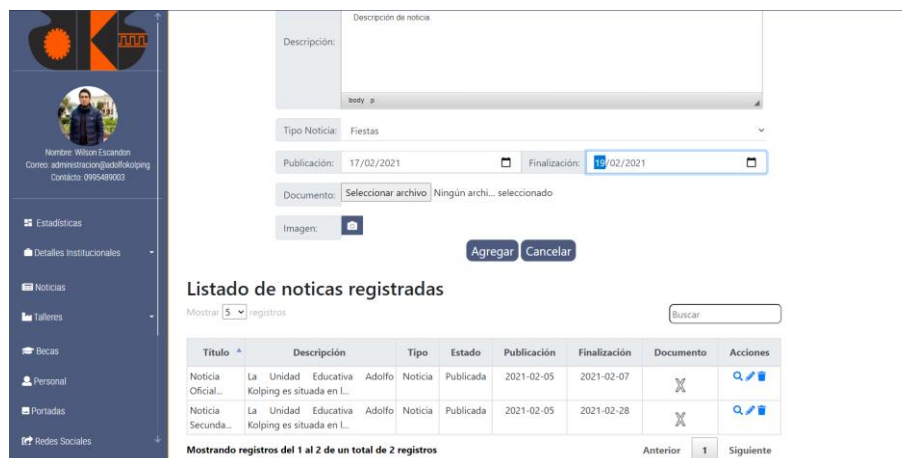 Nombre: Wilson Escandon
Correo: administracion@adolfokolping
Contácto: 0995489003
Estadísticas
Detalles Institucionales
Noticias
Talleres
Becas
Personal
Portadas
Redes Sociales
Descripción:
Descripción de noticia
body p
Tipo Noticia: Fiestas
Publicación: 17/02/2021 Finalización: 19/02/2021
Documento: Seleccionar archivo Ningún archi... seleccionado
Imagen:
Agregar Cancelar
Listado de noticas registradas
Mostrar 5 registros Buscar
Título Descripción Tipo Estado Publicación Finalización Documento Acciones
Noticia La Unidad Educativa Adolfo Noticia Publicada 2021-02-05 2021-02-07 X
Oficial... Kolping es situada en l...
Noticia La Unidad Educativa Adolfo Noticia Publicada 2021-02-05 2021-02-28 X
Secunda... Kolping es situada en l...
Mostrando registros del 1 al 2 de un total de 2 registros Anterior 1 Siguiente